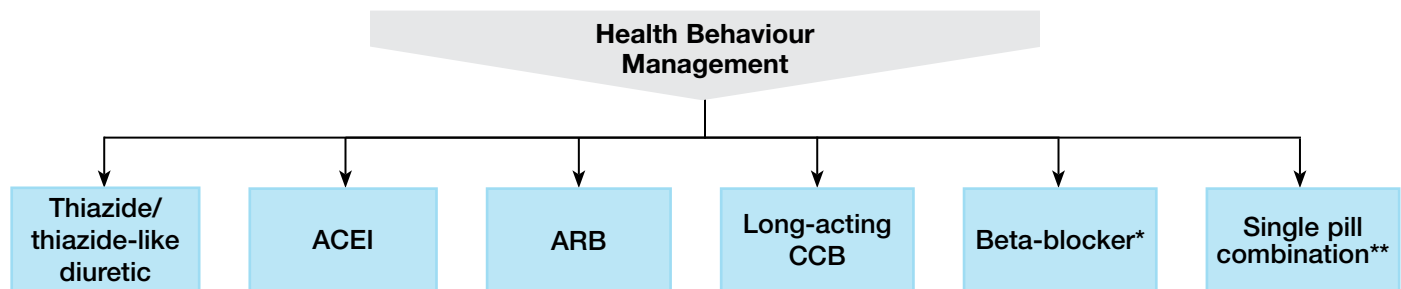 Health Behaviour
Management
Thiazide/
thiazide-like
diuretic
ACEI
ARB
Long-acting
CCB
Beta-blocker*
Single pill
combination**